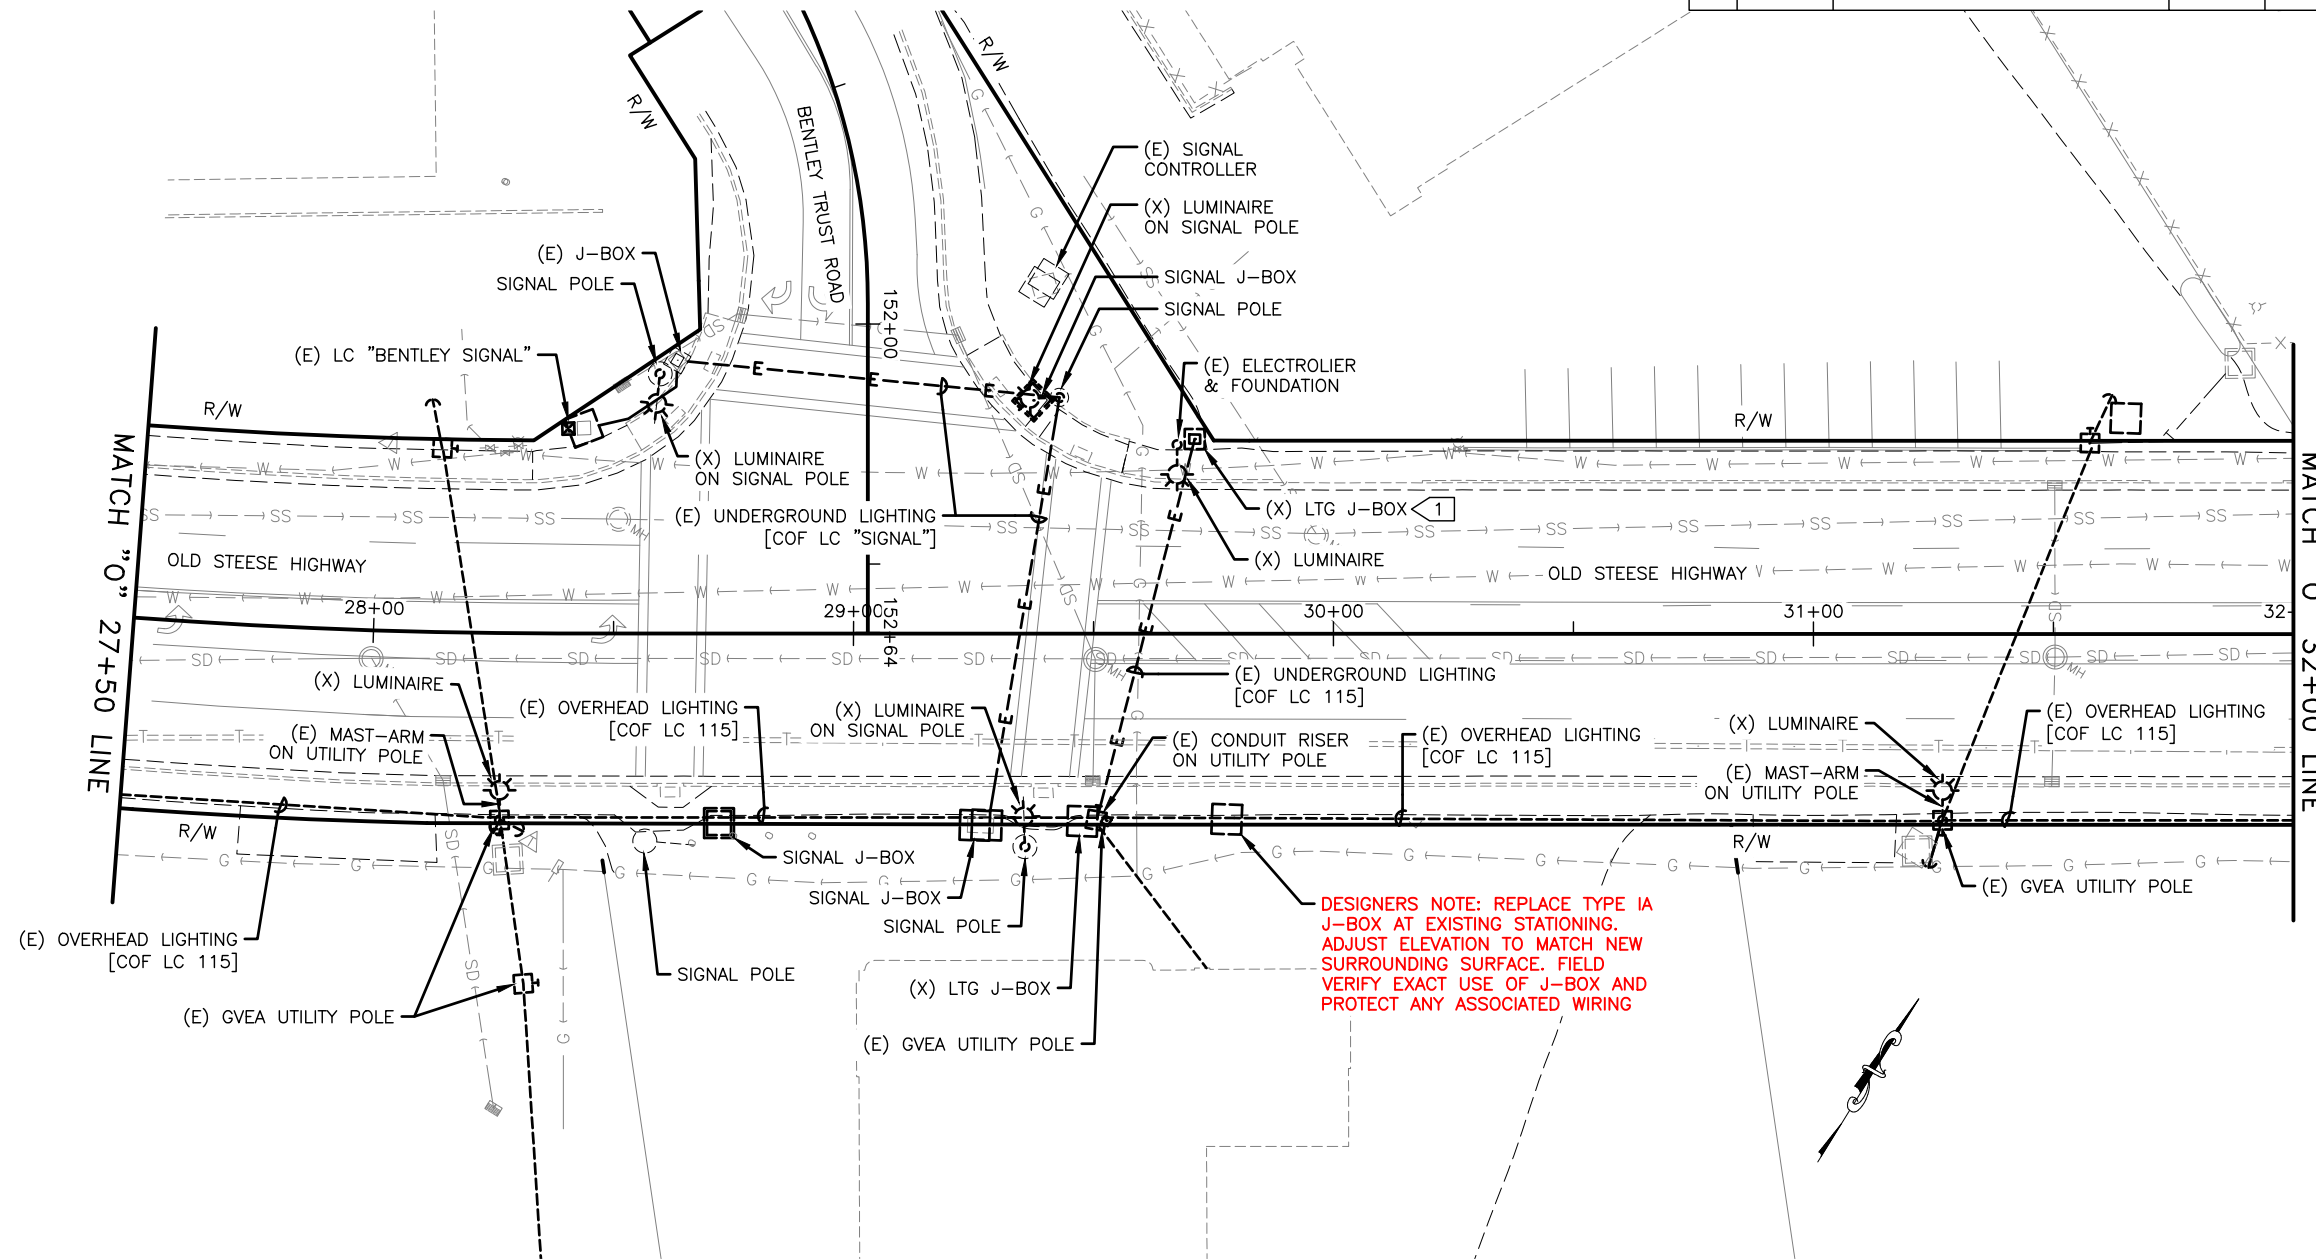 R/W
R/W
BENTLEY TRUST ROAD
(E) SIGNAL
CONTROLLER
(X) LUMINAIRE
ON SIGNAL POLE
SIGNAL J-BOX
SIGNAL POLE
(E) J-BOX
SIGNAL POLE
152+00
(E) LC "BENTLEY SIGNAL"
(E) ELECTROLIER
& FOUNDATION
R/W
R/W
(X) LUMINAIRE
ON SIGNAL POLE
(E) UNDERGROUND LIGHTING
[COF LC "SIGNAL"]
(X) LTG J-BOX
1
(X) LUMINAIRE
OLD STEESE HIGHWAY
OLD STEESE HIGHWAY
MATCH "O" 27+50 LINE
MATCH "O" 32+00 LINE
28+00
29+00
30+00
31+00
32-
152+64
(X) LUMINAIRE
(E) MAST-ARM
ON UTILITY POLE
(E) OVERHEAD LIGHTING
[COF LC 115]
(X) LUMINAIRE
ON SIGNAL POLE
(E) UNDERGROUND LIGHTING
[COF LC 115]
(E) CONDUIT RISER
ON UTILITY POLE
(E) OVERHEAD LIGHTING
[COF LC 115]
(X) LUMINAIRE
(E) MAST-ARM
ON UTILITY POLE
(E) OVERHEAD LIGHTING
[COF LC 115]
R/W
R/W
SIGNAL J-BOX
SIGNAL J-BOX
SIGNAL POLE
(E) GVEA UTILITY POLE
(E) OVERHEAD LIGHTING
[COF LC 115]
SIGNAL POLE
(X) LTG J-BOX
(E) GVEA UTILITY POLE
(E) GVEA UTILITY POLE
DESIGNERS NOTE: REPLACE TYPE IA
J-BOX AT EXISTING STATIONING.
ADJUST ELEVATION TO MATCH NEW
SURROUNDING SURFACE. FIELD
VERIFY EXACT USE OF J-BOX AND
PROTECT ANY ASSOCIATED WIRING